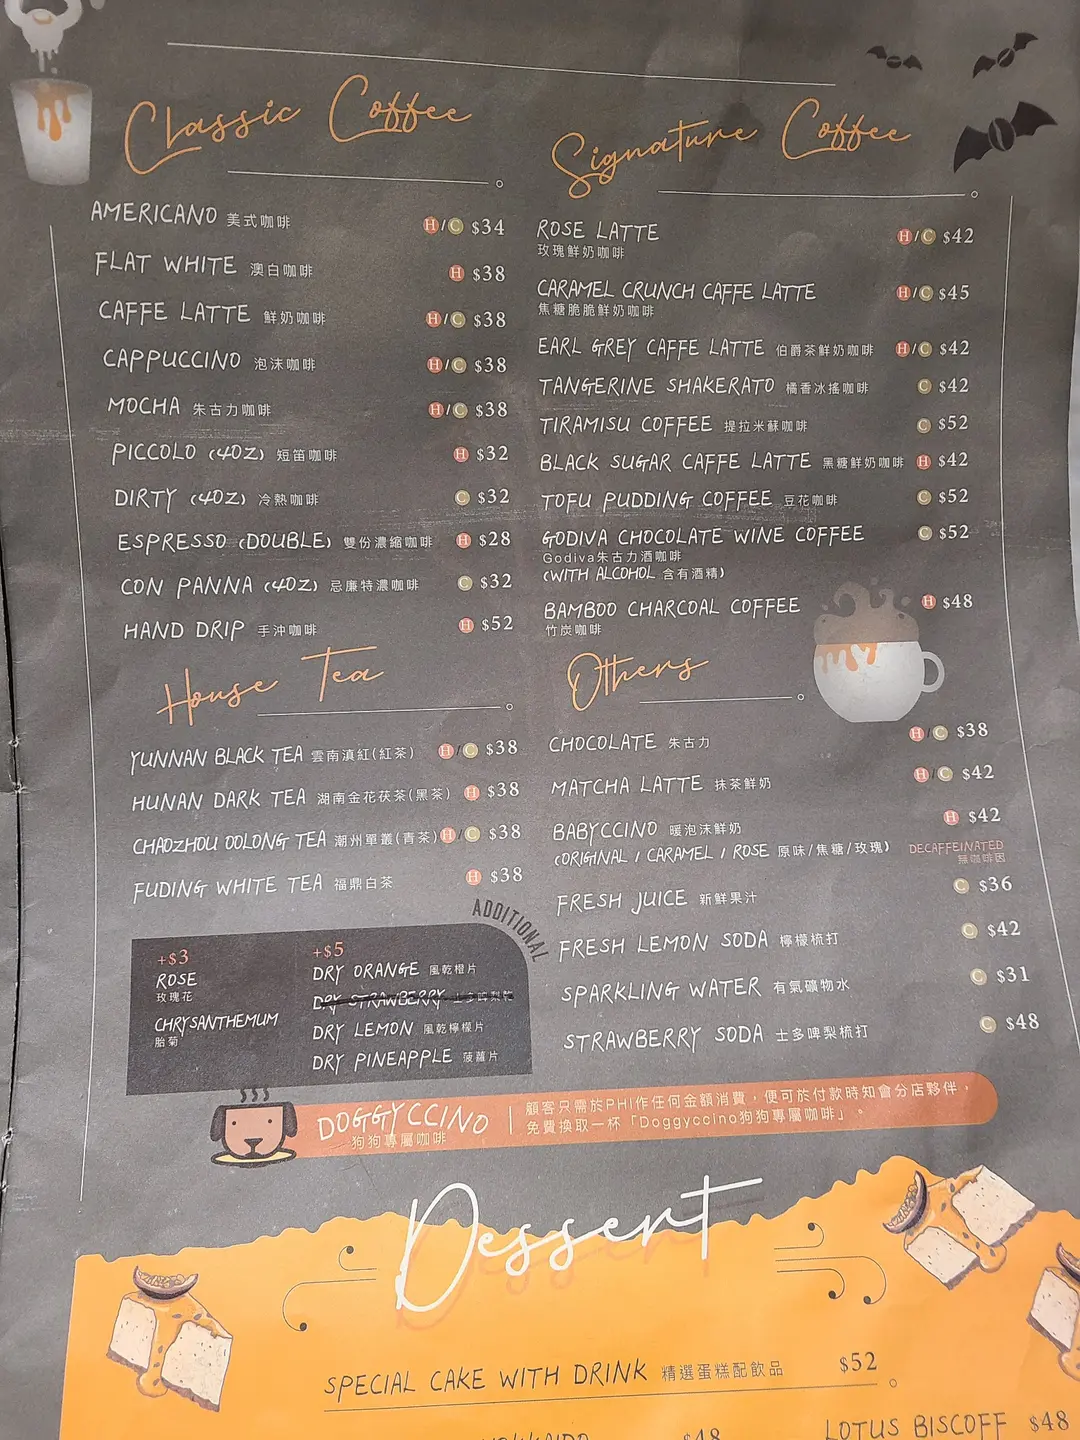 Classic Coffee
AMERICANO 美式咖啡 H/C $34
FLAT WHITE 澳白咖啡 H $38
CAFFE LATTE 鮮奶咖啡 H/C $38
CAPPUCCINO 泡沫咖啡 H/C $38
MOCHA 朱古力咖啡 H/C $38
PICCOLO (4OZ) 短笛咖啡 H $32
DIRTY (4OZ) 冷熱咖啡 C $32
ESPRESSO (DOUBLE) 雙份濃縮咖啡 H $28
CON PANNA (4OZ) 忌廉特濃咖啡 C $32
HAND DRIP 手沖咖啡 H $52
Signature Coffee
ROSE LATTE H/C $42
玫瑰鮮奶咖啡
CARAMEL CRUNCH CAFFE LATTE H/C $45
焦糖脆脆鮮奶咖啡
EARL GREY CAFFE LATTE 伯爵茶鮮奶咖啡 H/C $42
TANGERINE SHAKERATO 橘香冰搖咖啡 C $42
TIRAMISU COFFEE 提拉米蘇咖啡 C $52
BLACK SUGAR CAFFE LATTE 黑糖鮮奶咖啡 H $42
TOFU PUDDING COFFEE 豆花咖啡 C $52
GODIVA CHOCOLATE WINE COFFEE C $52
Godiva朱古力酒咖啡
(WITH ALCOHOL 含有酒精)
BAMBOO CHARCOAL COFFEE H $48
竹炭咖啡
House Tea
YUNNAN BLACK TEA 雲南滇紅(紅茶) H/C $38
HUNAN DARK TEA 湖南金花茯茶(黑茶) H $38
CHAOZHOU OOLONG TEA 潮州單叢(青茶) H/C $38
FUDING WHITE TEA 福鼎白茶 H $38
ADDITIONAL
+$3
ROSE
玫瑰花
CHRYSANTHEMUM
胎菊
+$5
DRY ORANGE 風乾橙片
DRY STRAWBERRY 士多啤梨乾
DRY LEMON 風乾檸檬片
DRY PINEAPPLE 菠蘿片
Others
CHOCOLATE 朱古力 H/C $38
MATCHA LATTE 抹茶鮮奶 H/C $42
BABYCCINO 暖泡沫鮮奶 H $42
(ORIGINAL / CARAMEL / ROSE 原味/焦糖/玫瑰) DECAFFEINATED
無咖啡因
FRESH JUICE 新鮮果汁 C $36
FRESH LEMON SODA 檸檬梳打 C $42
SPARKLING WATER 有氣礦物水 C $31
STRAWBERRY SODA 士多啤梨梳打 C $48
DOGGYCCINO
狗狗專屬咖啡
顧客只需於PHI作任何金額消費，便可於付款時知會分店夥伴，
免費換取一杯「Doggyccino狗狗專屬咖啡」。
Dessert
SPECIAL CAKE WITH DRINK 精選蛋糕配飲品 $52
HOKKAIDO $48
LOTUS BISCOFF $48